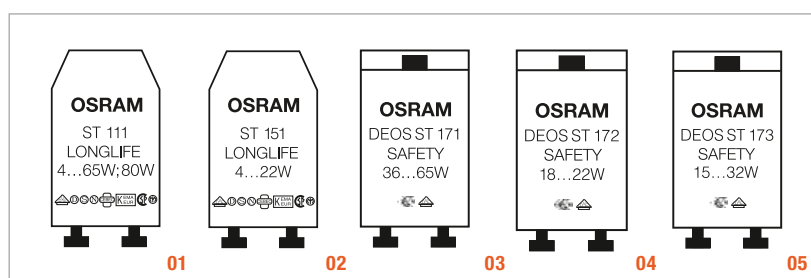 OSRAM
ST 111
LONGLIFE
4...65W;80W
01
OSRAM
ST 151
LONGLIFE
4...22W
02
OSRAM
DEOS ST 171
SAFETY
36...65W
03
OSRAM
DEOS ST 172
SAFETY
18...22W
04
OSRAM
DEOS ST 173
SAFETY
15...32W
05